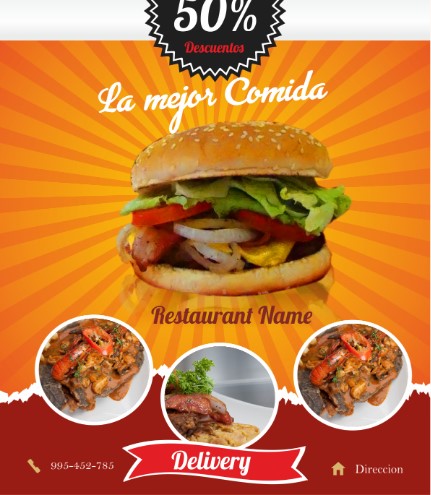 50%
Descuentos
La mejor Comida
Restaurant Name
Delivery
995-452-785
Direccion